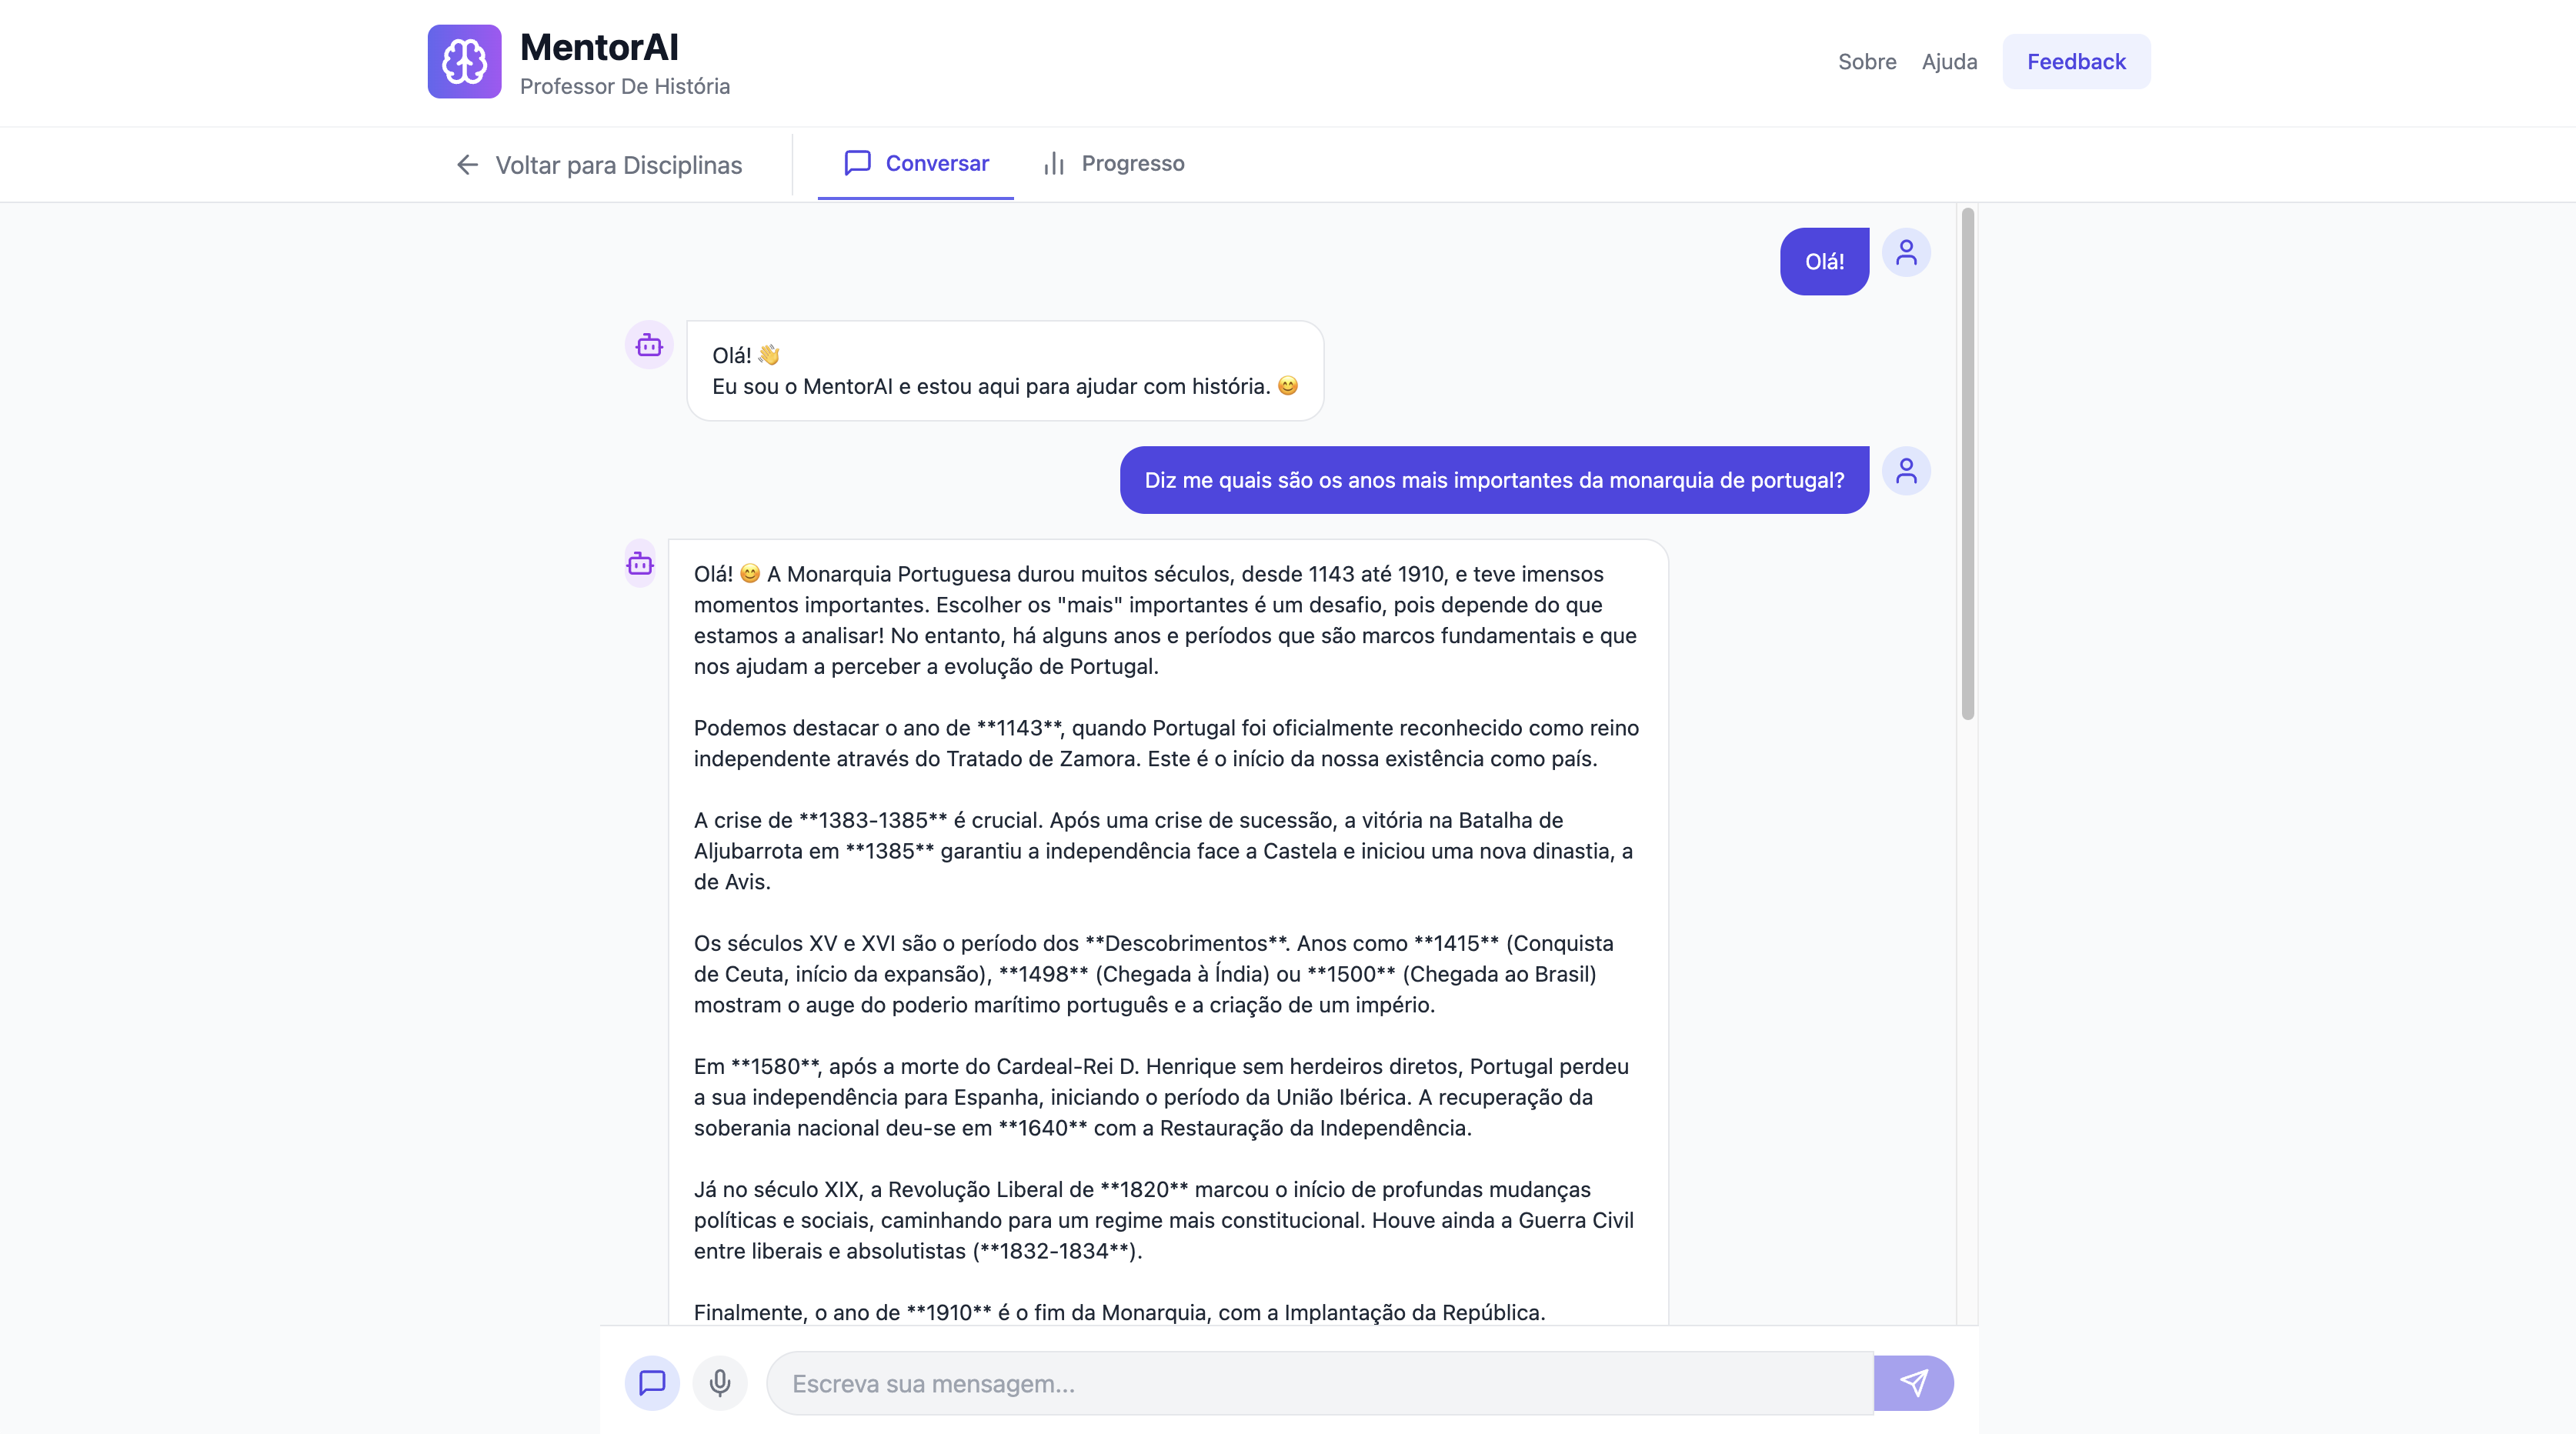 MentorAI
Professor De História
Sobre
Ajuda
Feedback
Voltar para Disciplinas
Conversar
Progresso
Olá!
Olá! 👋
Eu sou o MentorAI e estou aqui para ajudar com história. 😊
Diz me quais são os anos mais importantes da monarquia de portugal?
Olá! 😊 A Monarquia Portuguesa durou muitos séculos, desde 1143 até 1910, e teve imensos
momentos importantes. Escolher os "mais" importantes é um desafio, pois depende do que
estamos a analisar! No entanto, há alguns anos e períodos que são marcos fundamentais e que
nos ajudam a perceber a evolução de Portugal.
Podemos destacar o ano de **1143**, quando Portugal foi oficialmente reconhecido como reino
independente através do Tratado de Zamora. Este é o início da nossa existência como país.
A crise de **1383-1385** é crucial. Após uma crise de sucessão, a vitória na Batalha de
Aljubarrota em **1385** garantiu a independência face a Castela e iniciou uma nova dinastia, a
de Avis.
Os séculos XV e XVI são o período dos **Descobrimentos**. Anos como **1415** (Conquista
de Ceuta, início da expansão), **1498** (Chegada à Índia) ou **1500** (Chegada ao Brasil)
mostram o auge do poderio marítimo português e a criação de um império.
Em **1580**, após a morte do Cardeal-Rei D. Henrique sem herdeiros diretos, Portugal perdeu
a sua independência para Espanha, iniciando o período da União Ibérica. A recuperação da
soberania nacional deu-se em **1640** com a Restauração da Independência.
Já no século XIX, a Revolução Liberal de **1820** marcou o início de profundas mudanças
políticas e sociais, caminhando para um regime mais constitucional. Houve ainda a Guerra Civil
entre liberais e absolutistas (**1832-1834**).
Finalmente, o ano de **1910** é o fim da Monarquia, com a Implantação da República.
Escreva sua mensagem...